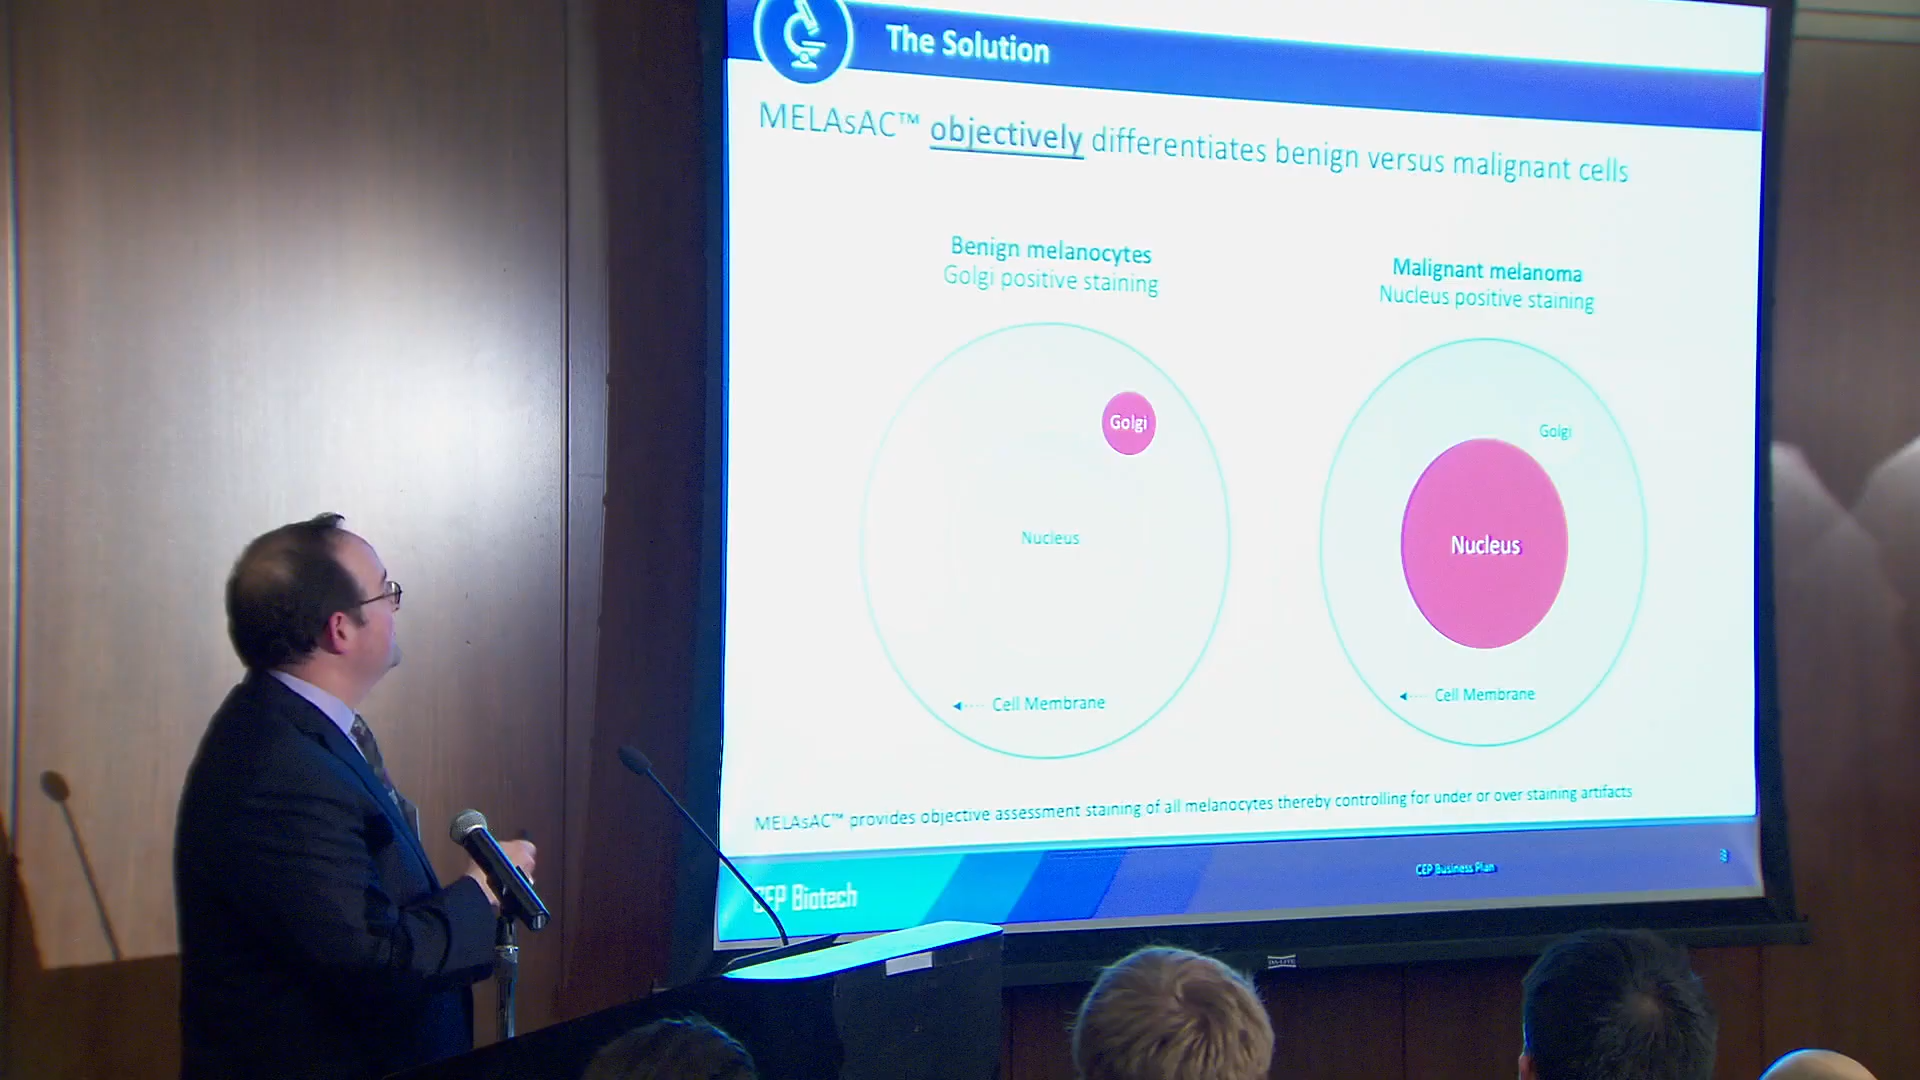 The Solution
MELAsAC™ objectively differentiates benign versus malignant cells
Benign melanocytes
Golgi positive staining
Malignant melanoma
Nucleus positive staining
Golgi
Nucleus
Cell Membrane
Golgi
Nucleus
Cell Membrane
MELAsAC™ provides objective assessment staining of all melanocytes thereby controlling for under or over staining artifacts
CEP Biotech
CEP Business Plan
DA-LITE